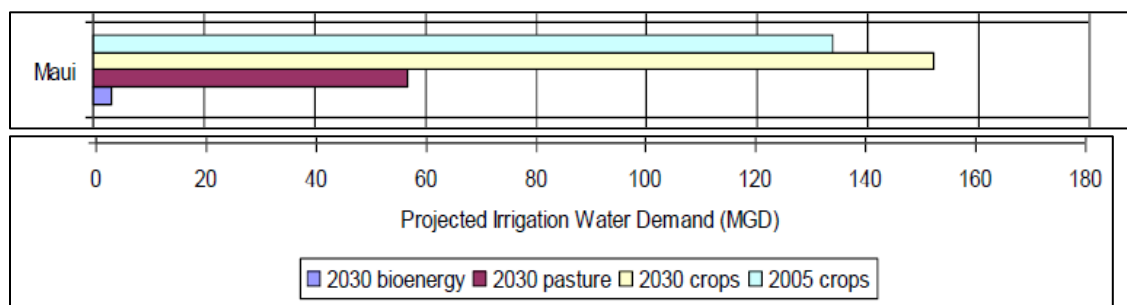 Maui
0 20 40 60 80 100 120 140 160 180
Projected Irrigation Water Demand (MGD)
2030 bioenergy 2030 pasture 2030 crops 2005 crops